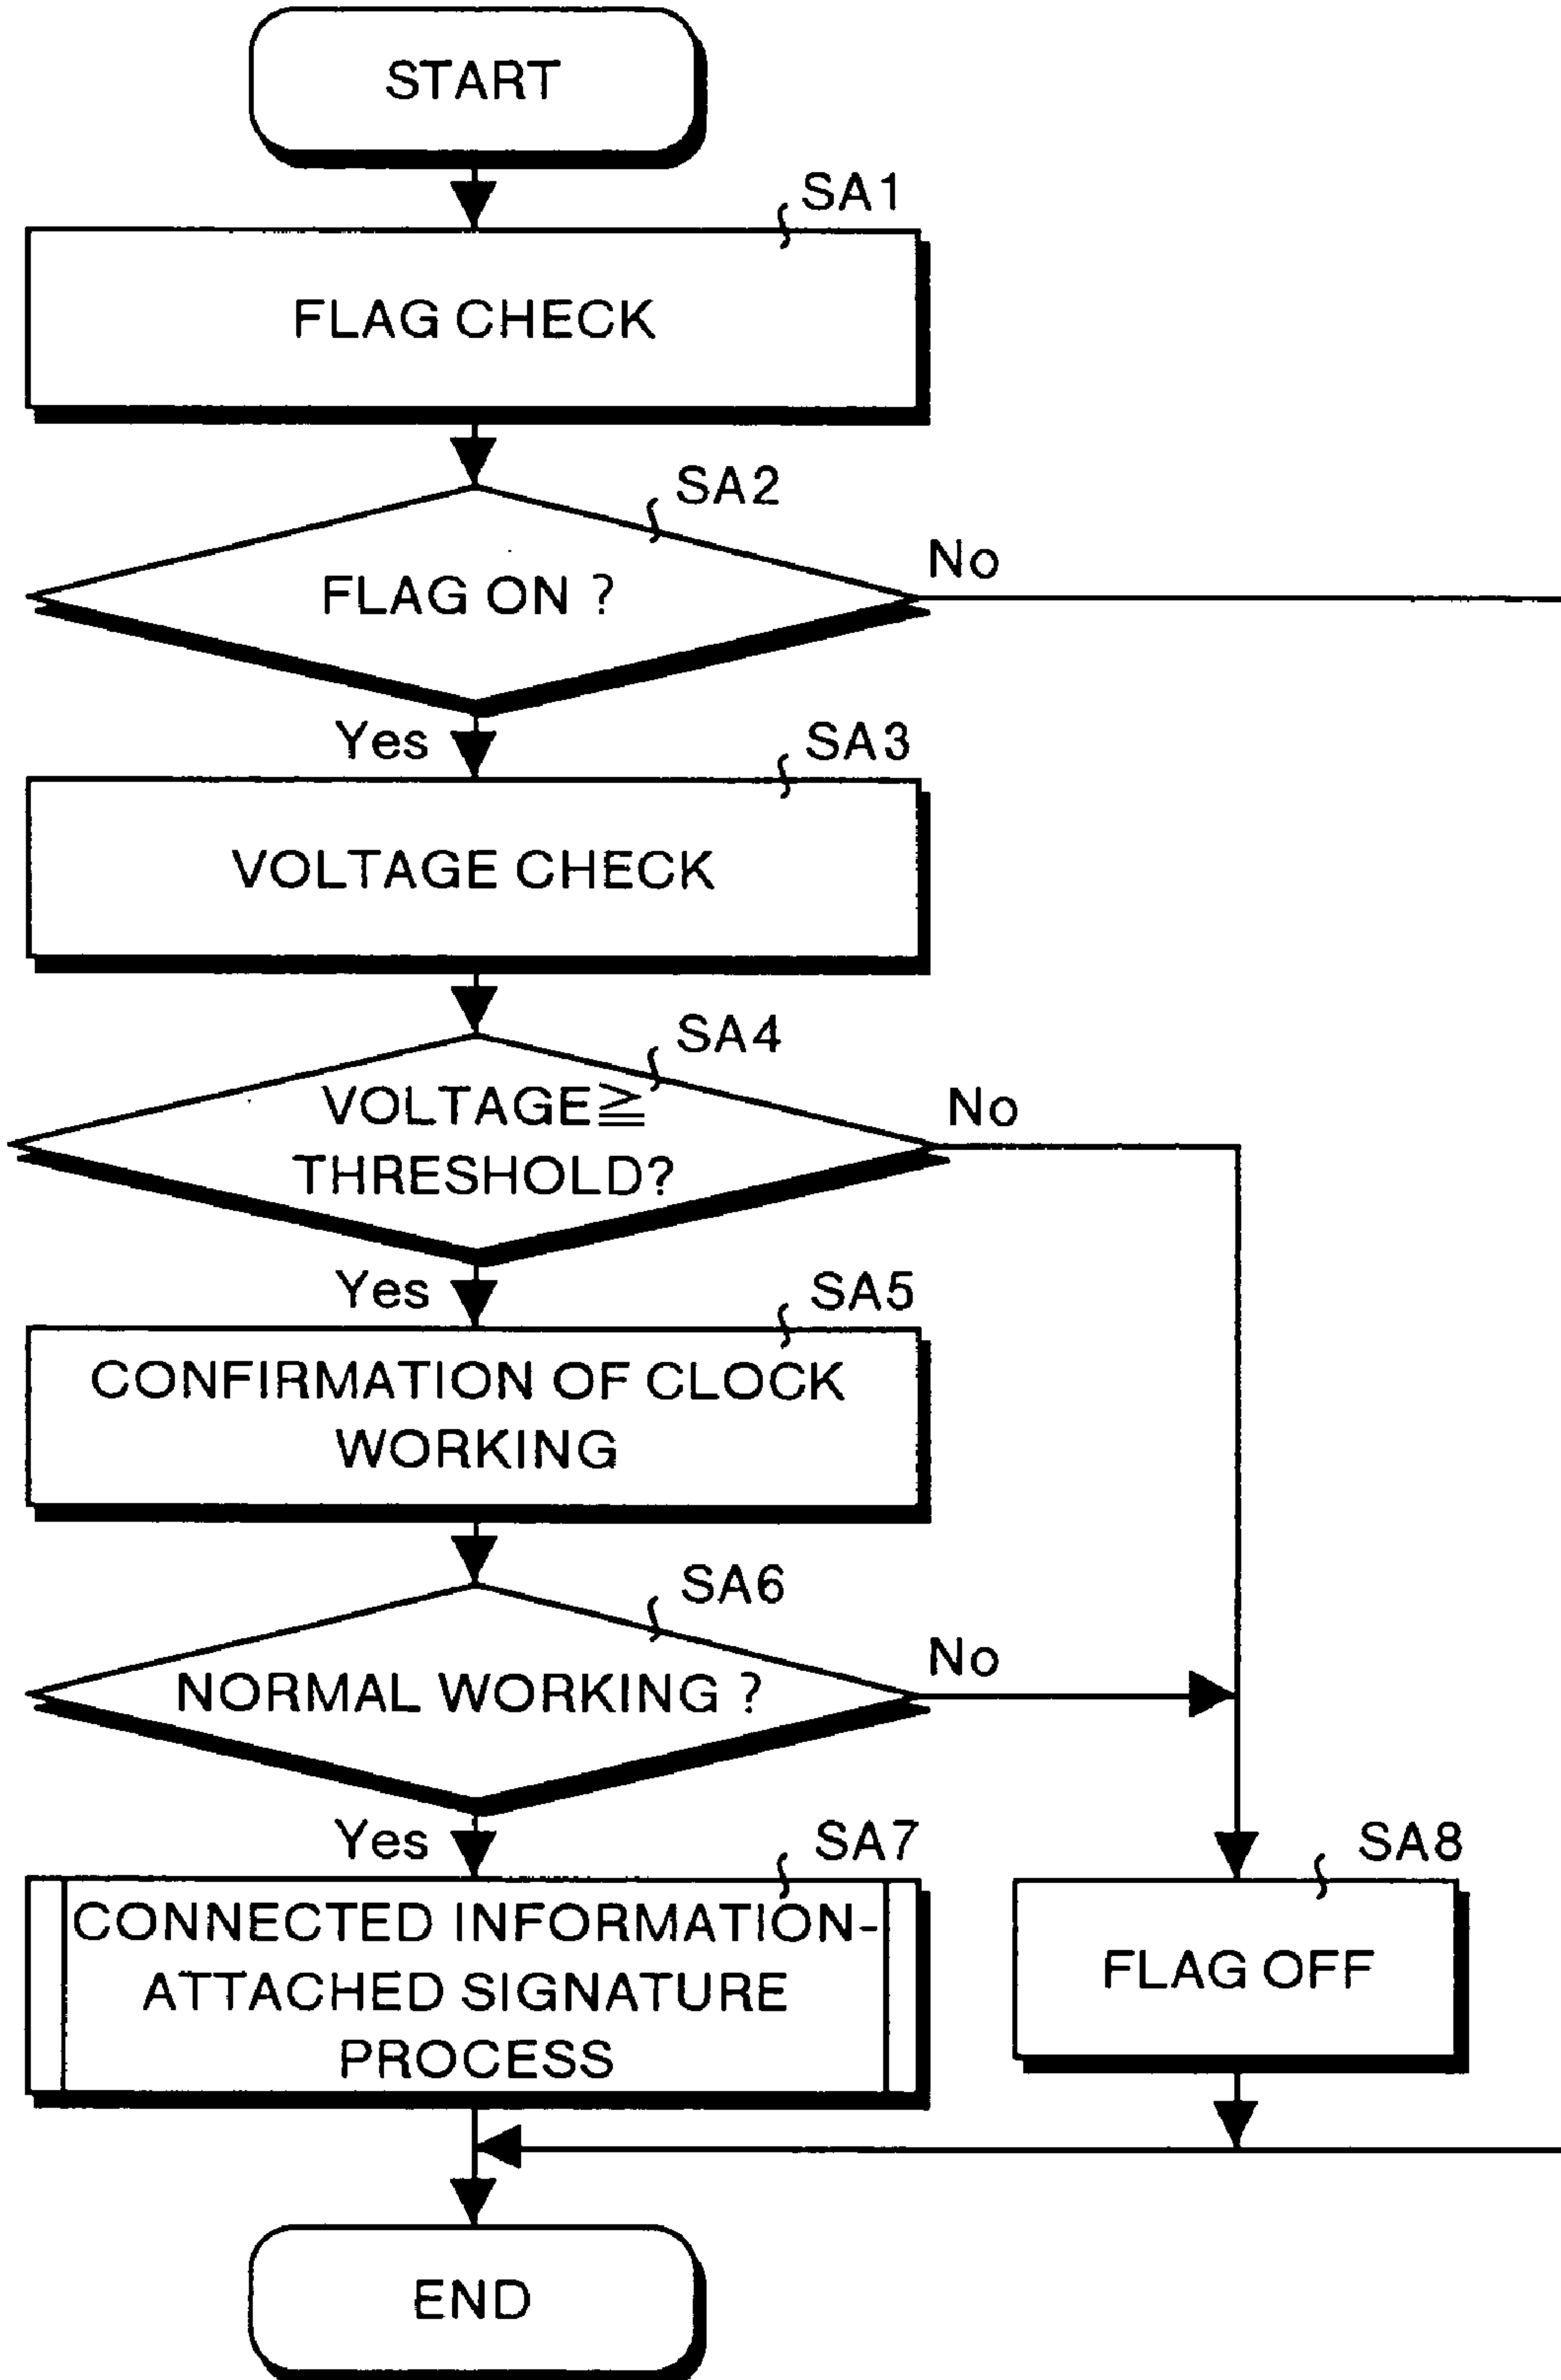 START
SA1
FLAG CHECK
SA2
FLAG ON ?
No
Yes
SA3
VOLTAGE CHECK
SA4
VOLTAGE≧
THRESHOLD?
No
Yes
SA5
CONFIRMATION OF CLOCK
WORKING
SA6
NORMAL WORKING ?
No
Yes
SA7
CONNECTED INFORMATION-
ATTACHED SIGNATURE
PROCESS
SA8
FLAG OFF
END